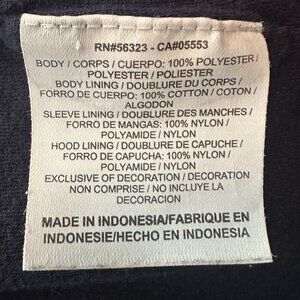 RN#56323 - CA#05553
BODY / CORPS / CUERPO: 100% POLYESTER /
POLYESTER / POLIESTER
BODY LINING / DOUBLURE DU CORPS /
FORRO DE CUERPO: 100% COTTON / COTON /
ALGODON
SLEEVE LINING / DOUBLURE DES MANCHES /
FORRO DE MANGAS: 100% NYLON /
POLYAMIDE / NYLON
HOOD LINING / DOUBLURE DE CAPUCHE /
FORRO DE CAPUCHA: 100% NYLON /
POLYAMIDE / NYLON
EXCLUSIVE OF DECORATION / DECORATION
NON COMPRISE / NO INCLUYE LA
DECORACION
MADE IN INDONESIA/FABRIQUE EN
INDONESIE/HECHO EN INDONESIA